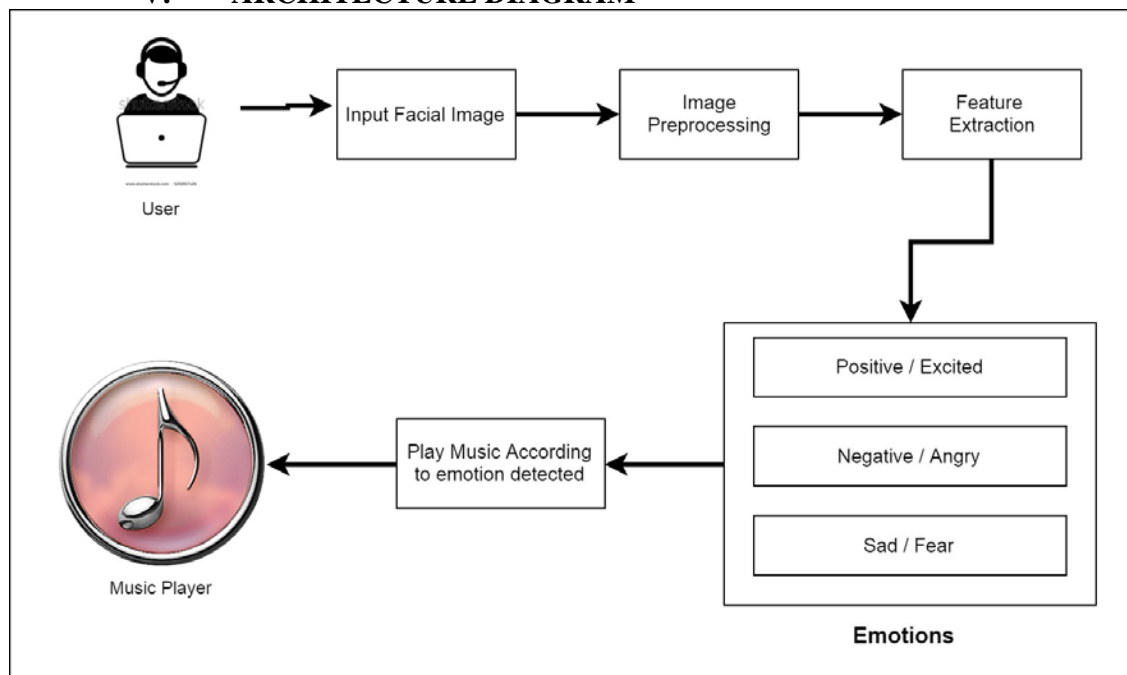 V. ARCHITECTURE DIAGRAM
Input Facial Image
Image
Preprocessing
Feature
Extraction
User
Positive / Excited
Negative / Angry
Sad / Fear
Emotions
Play Music According
to emotion detected
Music Player